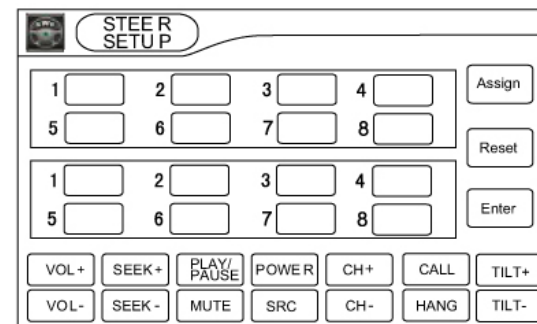 STEER
SETUP
1 2 3 4
Assign
5 6 7 8
Reset
1 2 3 4
Enter
5 6 7 8
VOL+ SEEK+ PLAY/ PAUSE POWER CH+ CALL TILT+
VOL- SEEK- MUTE SRC CH- HANG TILT-